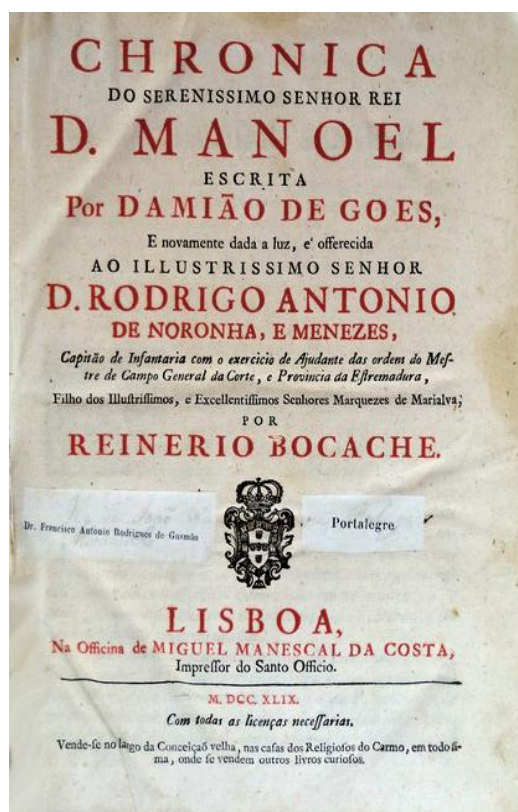 CHRONICA
DO SERENISSIMO SENHOR REI
D. MANOEL
ESCRITA
Por DAMIÃO DE GOES,
E novamente dada a luz, e' offerecida
AO ILLUSTRISSIMO SENHOR
D. RODRIGO ANTONIO
DE NORONHA, E MENEZES,
Capitão de Infantaria com o exercicio de Ajudante das ordem do Meſ-
tre de Campo General da Corte, e Provincia da Eſtremadura,
Filho dos Illuſtriſſimos, e Excellentiſſimos Senhores Marquezes de Marialva;
POR
REINERIO BOCACHE.
Dr. Francisco Antonio Rodrigues de Gusmão
Portalegre
LISBOA,
Na Officina de MIGUEL MANESCAL DA COSTA,
Impreſſor do Santo Officio.
M. DCC. XLIX.
Com todas as licenças neceſſarias.
Vende-ſe no largo da Conceiçaõ velha, nas caſas dos Religioſos do Carmo, em todo ſi-
ma, onde ſe vendem outros livros curioſos.